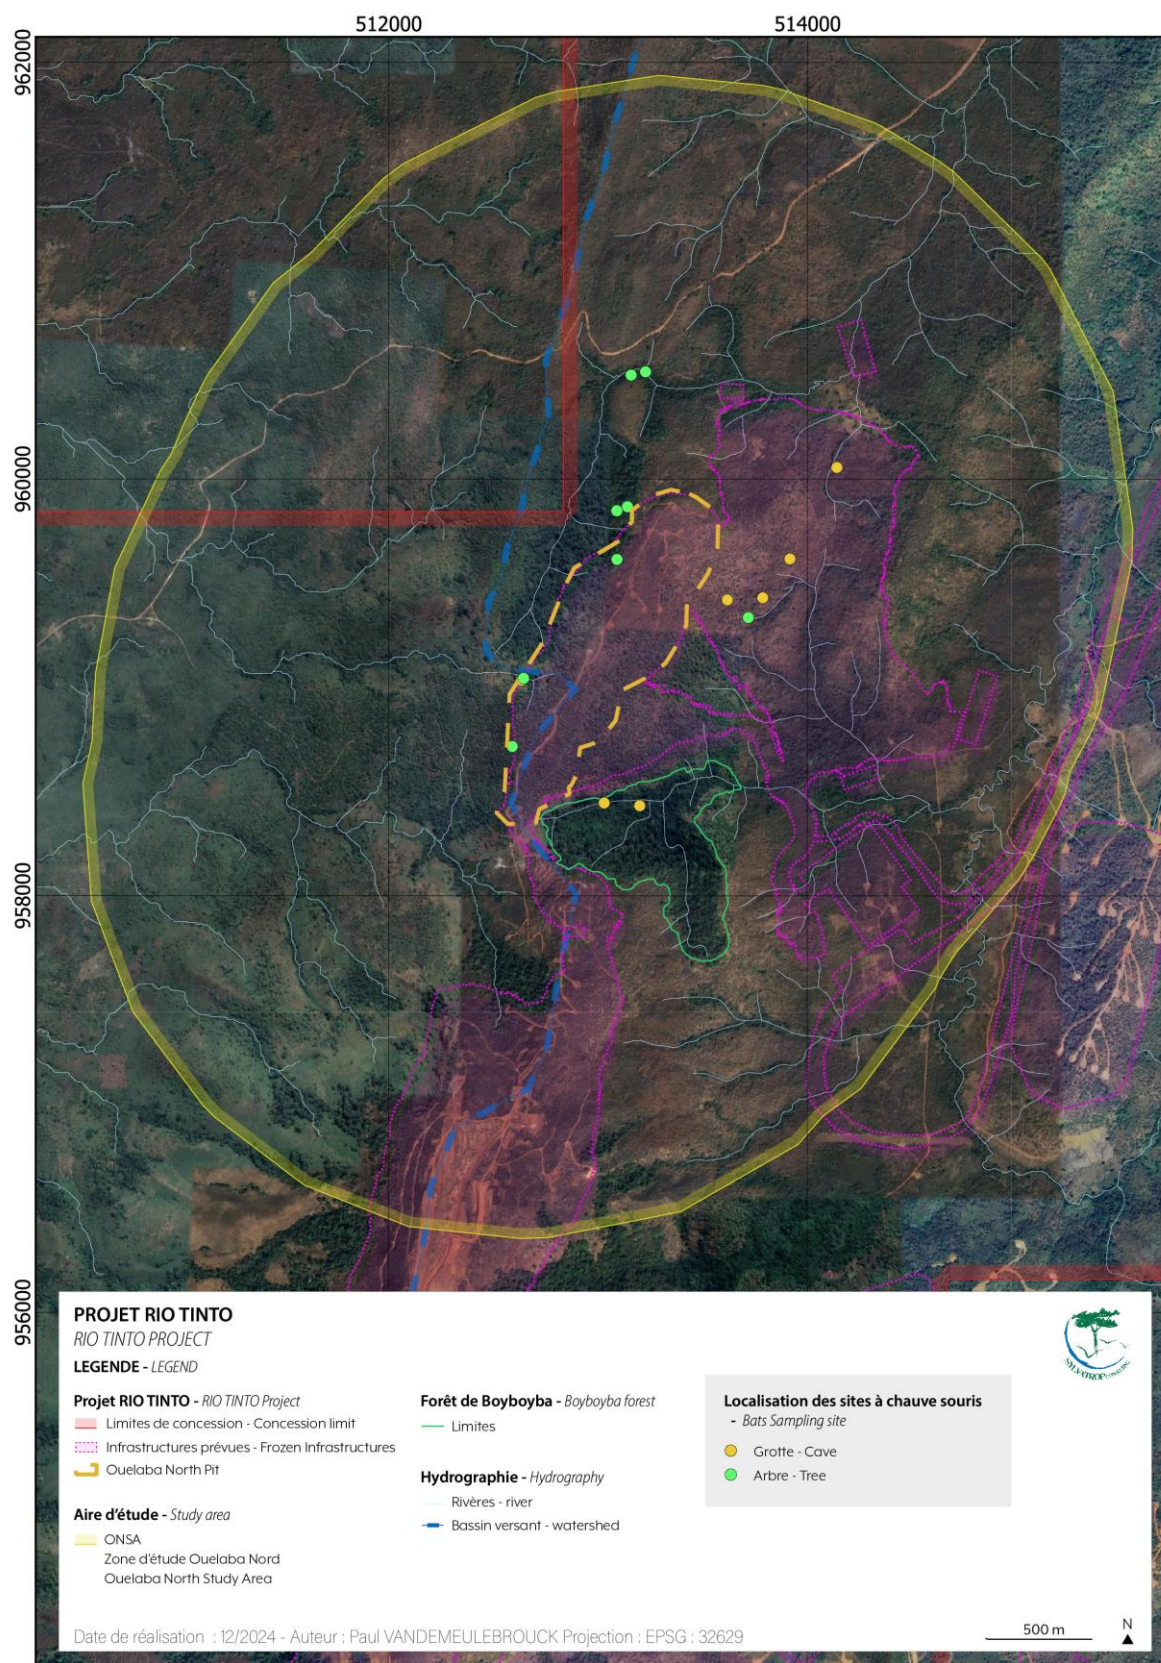 512000
514000
962000
960000
958000
956000
PROJET RIO TINTO
RIO TINTO PROJECT
LEGENDE - LEGEND
Projet RIO TINTO - RIO TINTO Project
Limites de concession - Concession limit
Infrastructures prévues - Frozen Infrastructures
Ouelaba North Pit
Aire d'étude - Study area
ONSA
Zone d'étude Ouelaba Nord
Ouelaba North Study Area
Forêt de Boyboyba - Boyboyba forest
Limites
Hydrographie - Hydrography
Rivères - river
Bassin versant - watershed
Localisation des sites à chauve souris
- Bats Sampling site
Grotte - Cave
Arbre - Tree
SYLVATROP CONSULTING
Date de réalisation : 12/2024 - Auteur : Paul VANDEMEULEBROUCK Projection : EPSG : 32629
500 m
N